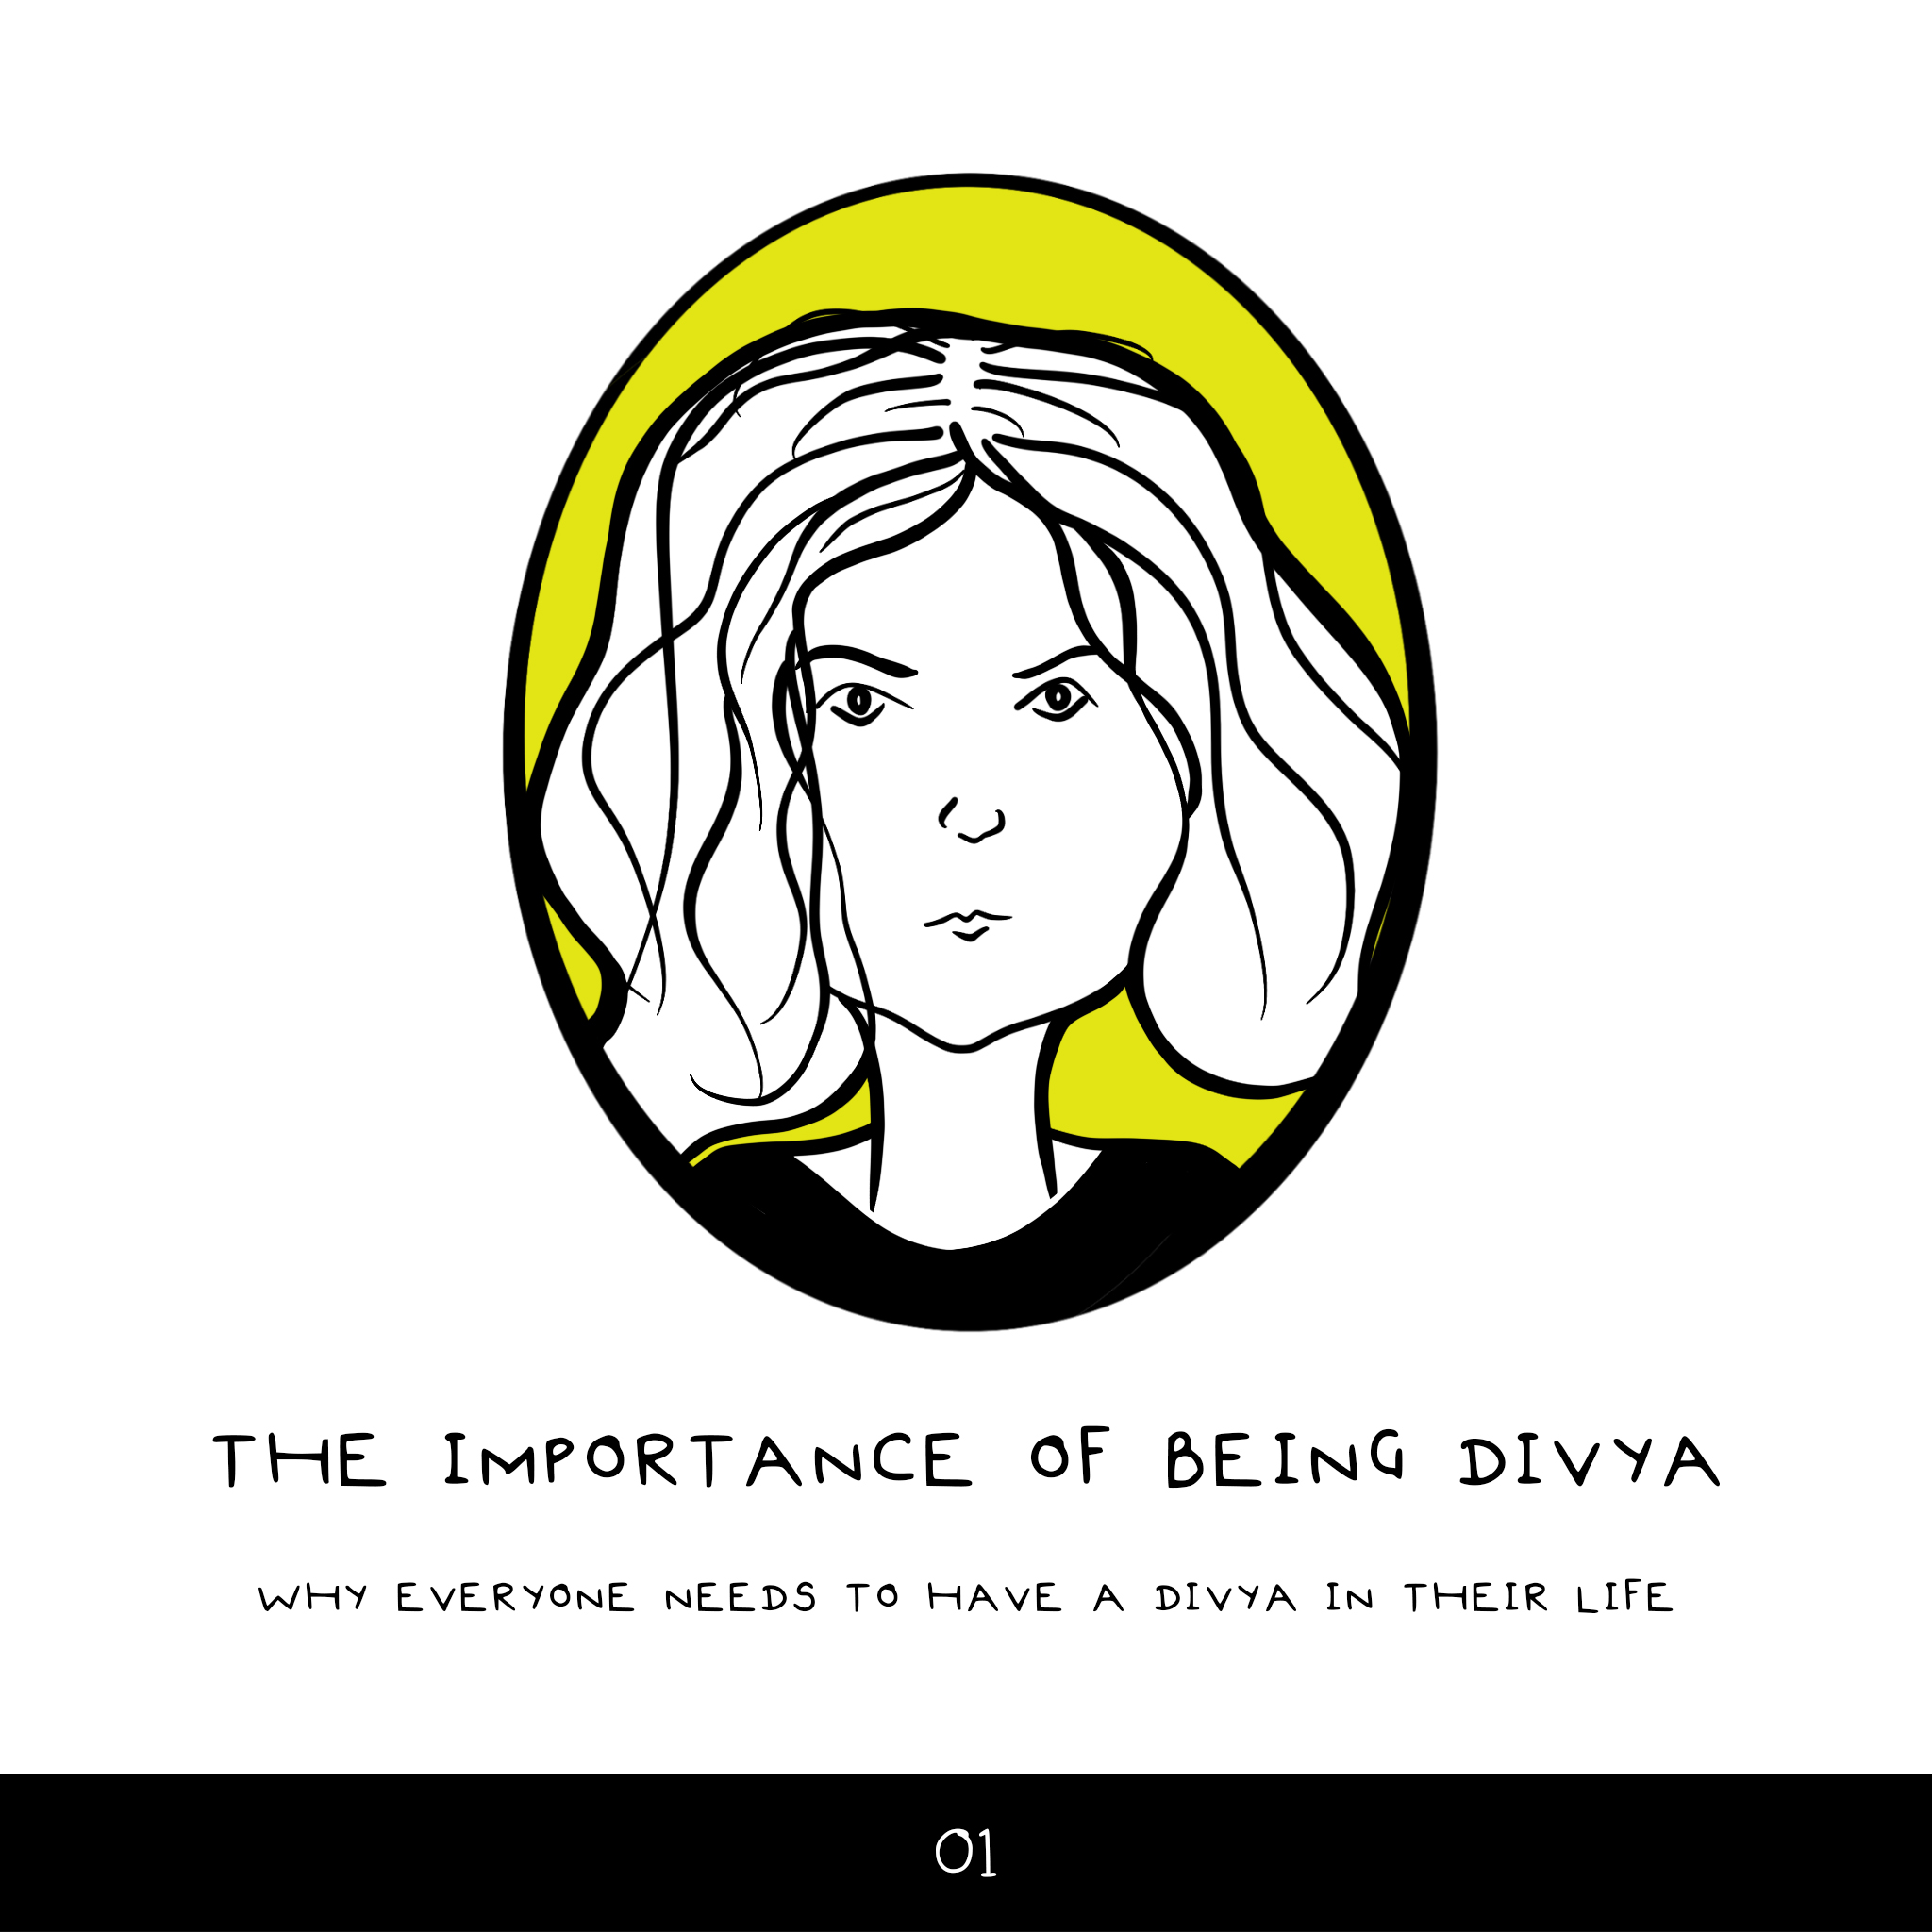 THE IMPORTANCE OF BEING DIVYA
WHY EVERYONE NEEDS TO HAVE A DIVYA IN THEIR LIFE
01